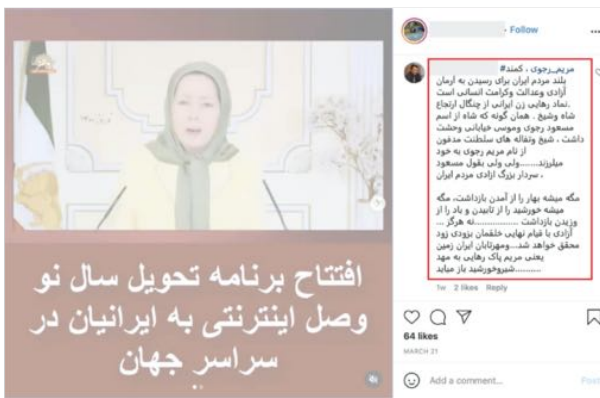 افتتاح برنامه تحویل سال نو
وصل اینترنتی به ایرانیان در
سراسر جهان
Follow
...
#مریم_رجوی ، کمند
بلند مردم ایران برای رسیدن به آرمان
آزادی وعدالت وکرامت انسانی است
.نماد رهایی زن ایرانی از چنگال ارتجاع
شاه وشیخ . همان گونه که شاه از اسم
مسعود رجوی وموسی خیابانی وحشت
داشت ، شیخ وتفاله های سلطنت مدفون
از نام مریم رجوی به خود
میلرزند........ولی ولی بقول مسعود
، سردار بزرگ ازادی مردم ایران
مگه میشه بهار را از آمدن بازداشت، مگه
میشه خورشید را از تابیدن و باد را از
وزیدن بازداشت ..................نه هرگز ...
آزادی با قیام نهایی خلقمان بزودی زود
محقق خواهد شد....ومهرتابان ایران زمین
یعنی مریم پاک رهایی به مهد
شیروخورشید باز میابد..........
1w 2 likes Reply
64 likes
MARCH 21
Add a comment...
Post